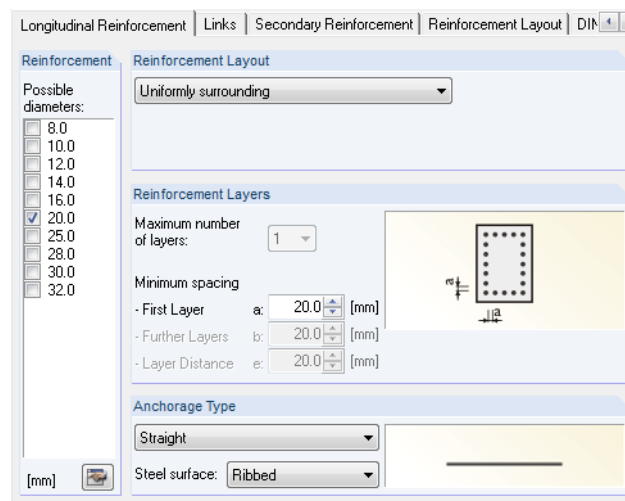 Longitudinal Reinforcement Links Secondary Reinforcement Reinforcement Layout DIN
Reinforcement
Possible
diameters:
8.0
10.0
12.0
14.0
16.0
20.0
25.0
28.0
30.0
32.0
[mm]
Reinforcement Layout
Uniformly surrounding
Reinforcement Layers
Maximum number
of layers: 1
Minimum spacing
- First Layer a: 20.0 [mm]
- Further Layers b: 20.0 [mm]
- Layer Distance e: 20.0 [mm]
a
a
Anchorage Type
Straight
Steel surface: Ribbed